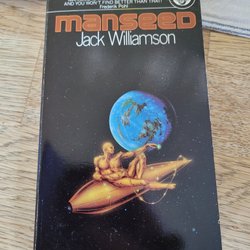 AND YOU WON'T FIND BETTER THAN THAT!
Frederik Pohl
MANSEED
Jack Williamson